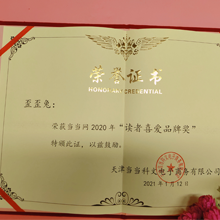 荣誉证书
HONORARY CREDENTIAL
歪歪兔：
荣获当当网2020年“读者喜爱品牌奖”
特颁此证，以兹鼓励。
天津当当科文电子商务有限公司
2021年1月12日